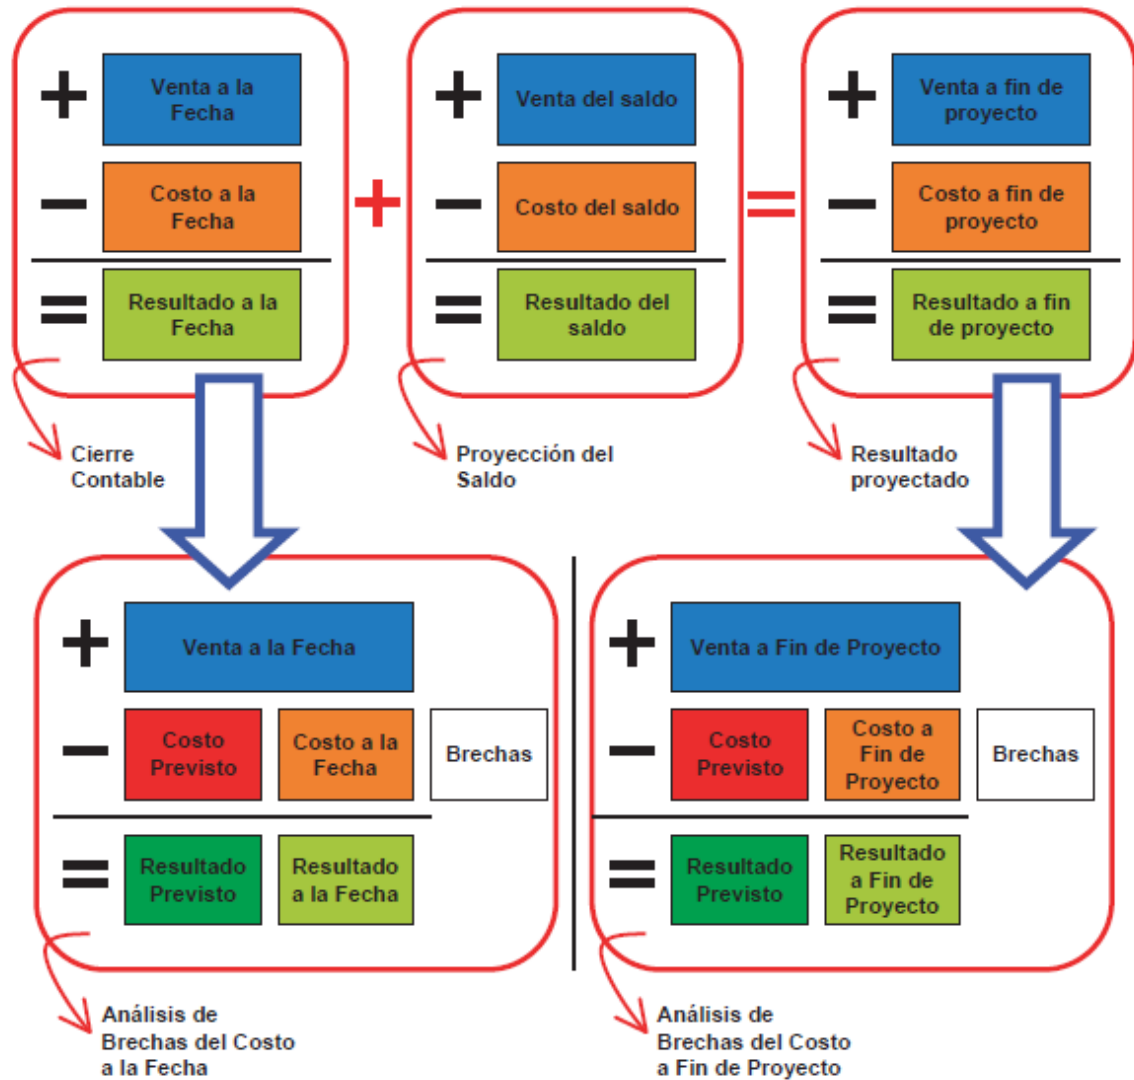 +
Venta a la
Fecha
−
Costo a la
Fecha
=
Resultado a la
Fecha
Cierre
Contable
+
+
Venta del saldo
−
Costo del saldo
=
Resultado del
saldo
Proyección del
Saldo
=
+
Venta a fin de
proyecto
−
Costo a fin de
proyecto
=
Resultado a fin
de proyecto
Resultado
proyectado
+
Venta a la Fecha
−
Costo
Previsto
Costo a la
Fecha
Brechas
=
Resultado
Previsto
Resultado
a la Fecha
Análisis de
Brechas del Costo
a la Fecha
+
Venta a Fin de Proyecto
−
Costo
Previsto
Costo a
Fin de
Proyecto
Brechas
=
Resultado
Previsto
Resultado
a Fin de
Proyecto
Análisis de
Brechas del Costo
a Fin de Proyecto